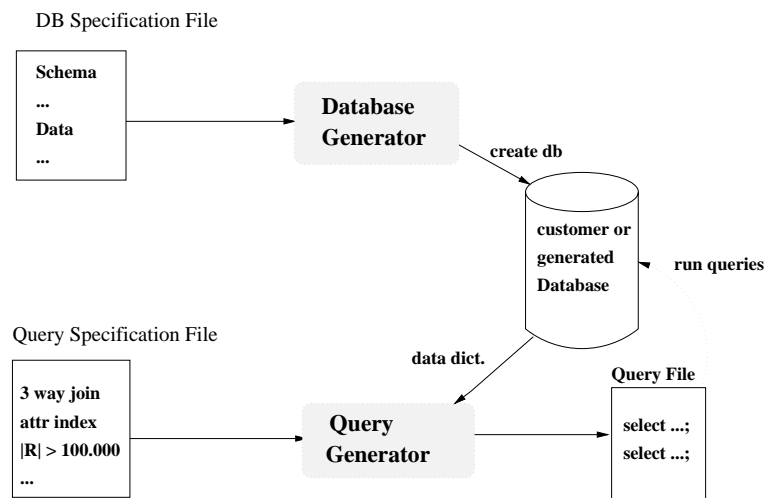 DB Specification File
Schema
...
Data
...
Database
Generator
create db
customer or
generated
Database
run queries
Query Specification File
3 way join
attr index
|R| > 100.000
...
data dict.
Query
Generator
Query File
select ...;
select ...;